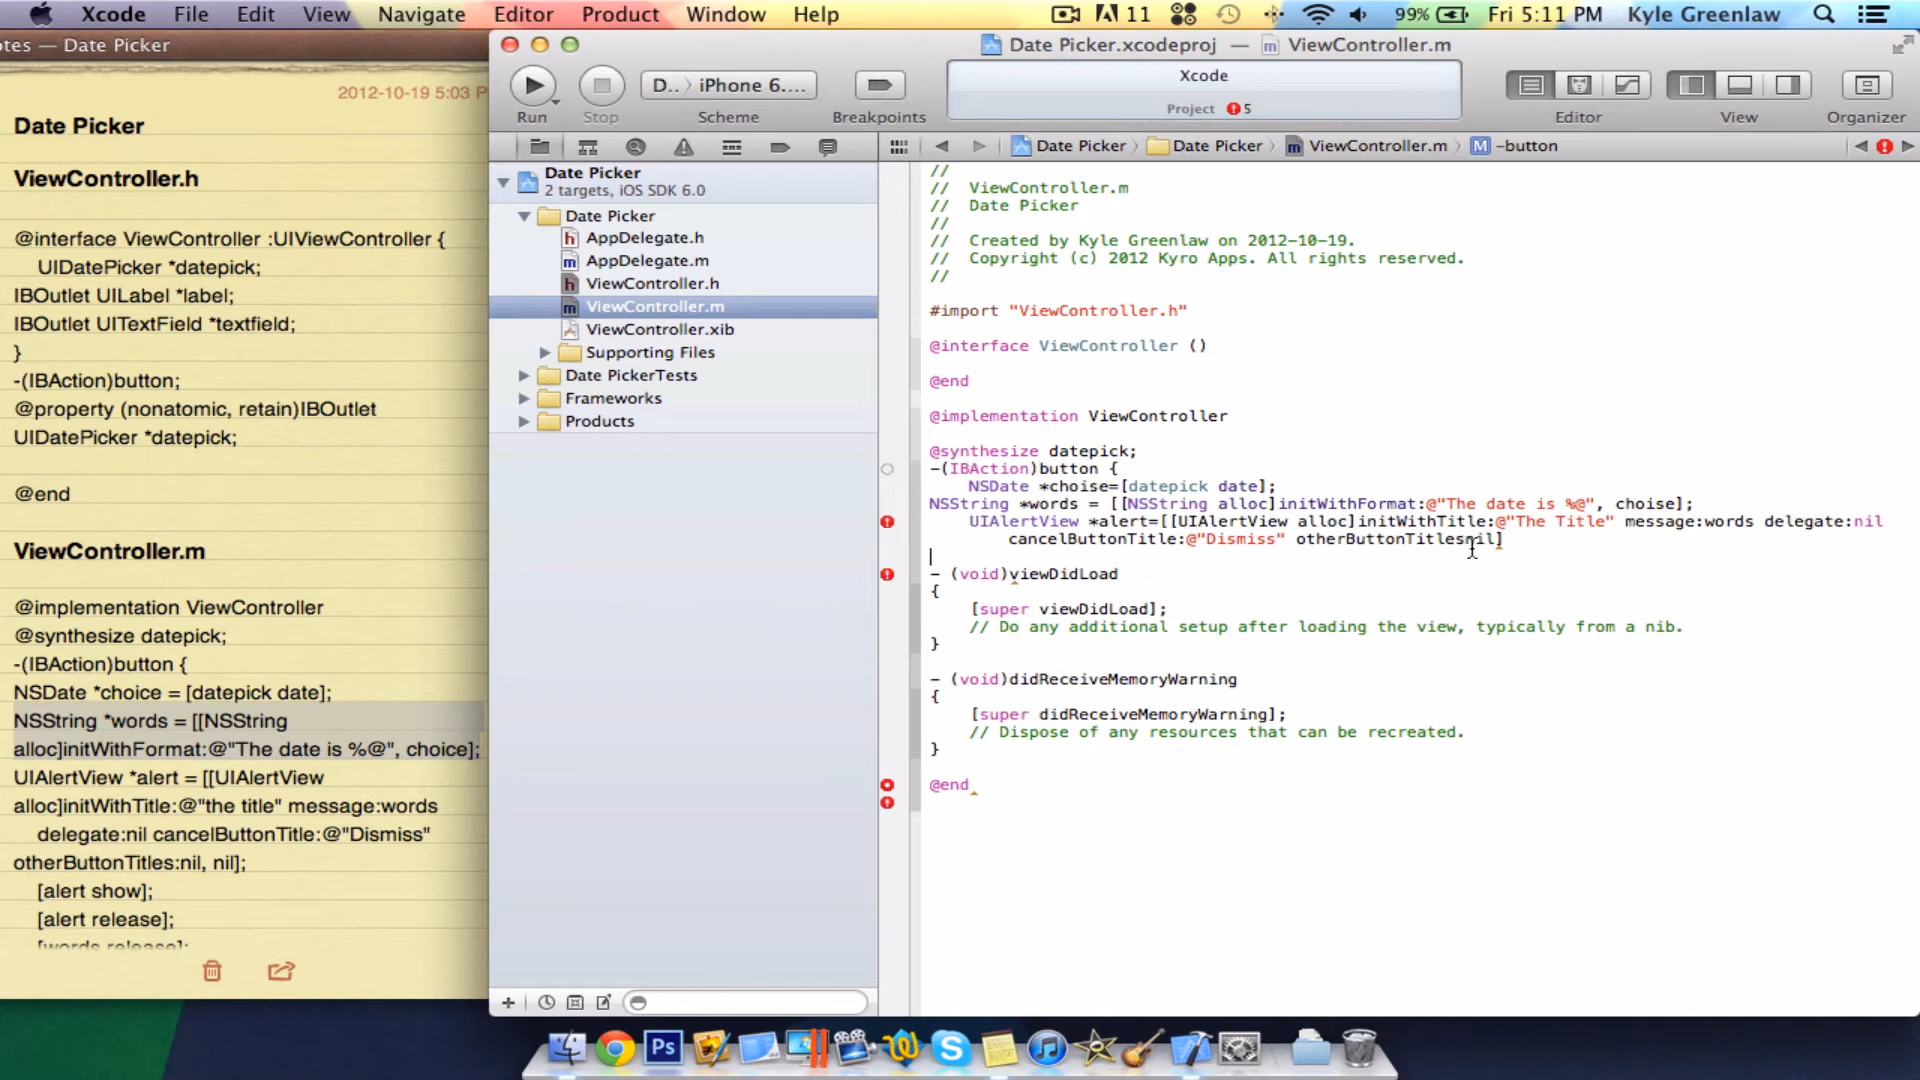 Xcode File Edit View Navigate Editor Product Window Help 11 99% Fri 5:11 PM Kyle Greenlaw
otes — Date Picker
2012-10-19 5:03 P
Date Picker
ViewController.h
@interface ViewController :UIViewController {
UIDatePicker *datepick;
IBOutlet UILabel *label;
IBOutlet UITextField *textfield;
}
-(IBAction)button;
@property (nonatomic, retain)IBOutlet
UIDatePicker *datepick;
@end
ViewController.m
@implementation ViewController
@synthesize datepick;
-(IBAction)button {
NSDate *choice = [datepick date];
NSString *words = [[NSString
alloc]initWithFormat:@"The date is %@", choice];
UIAlertView *alert = [[UIAlertView
alloc]initWithTitle:@"the title" message:words
delegate:nil cancelButtonTitle:@"Dismiss"
otherButtonTitles:nil, nil];
[alert show];
[alert release];
[words release];
Date Picker.xcodeproj — ViewController.m
D.. iPhone 6....
Xcode
Project 5
Run Stop Scheme Breakpoints Editor View Organizer
Date Picker
2 targets, iOS SDK 6.0
Date Picker
AppDelegate.h
AppDelegate.m
ViewController.h
ViewController.m
ViewController.xib
Supporting Files
Date PickerTests
Frameworks
Products
Date Picker Date Picker ViewController.m M -button
//
// ViewController.m
// Date Picker
//
// Created by Kyle Greenlaw on 2012-10-19.
// Copyright (c) 2012 Kyro Apps. All rights reserved.
//
#import "ViewController.h"
@interface ViewController ()
@end
@implementation ViewController
@synthesize datepick;
-(IBAction)button {
NSDate *choise=[datepick date];
NSString *words = [[NSString alloc]initWithFormat:@"The date is %@", choise];
UIAlertView *alert=[[UIAlertView alloc]initWithTitle:@"The Title" message:words delegate:nil
cancelButtonTitle:@"Dismiss" otherButtonTitlesnil]
- (void)viewDidLoad
{
[super viewDidLoad];
// Do any additional setup after loading the view, typically from a nib.
}
- (void)didReceiveMemoryWarning
{
[super didReceiveMemoryWarning];
// Dispose of any resources that can be recreated.
}
@end
Ps